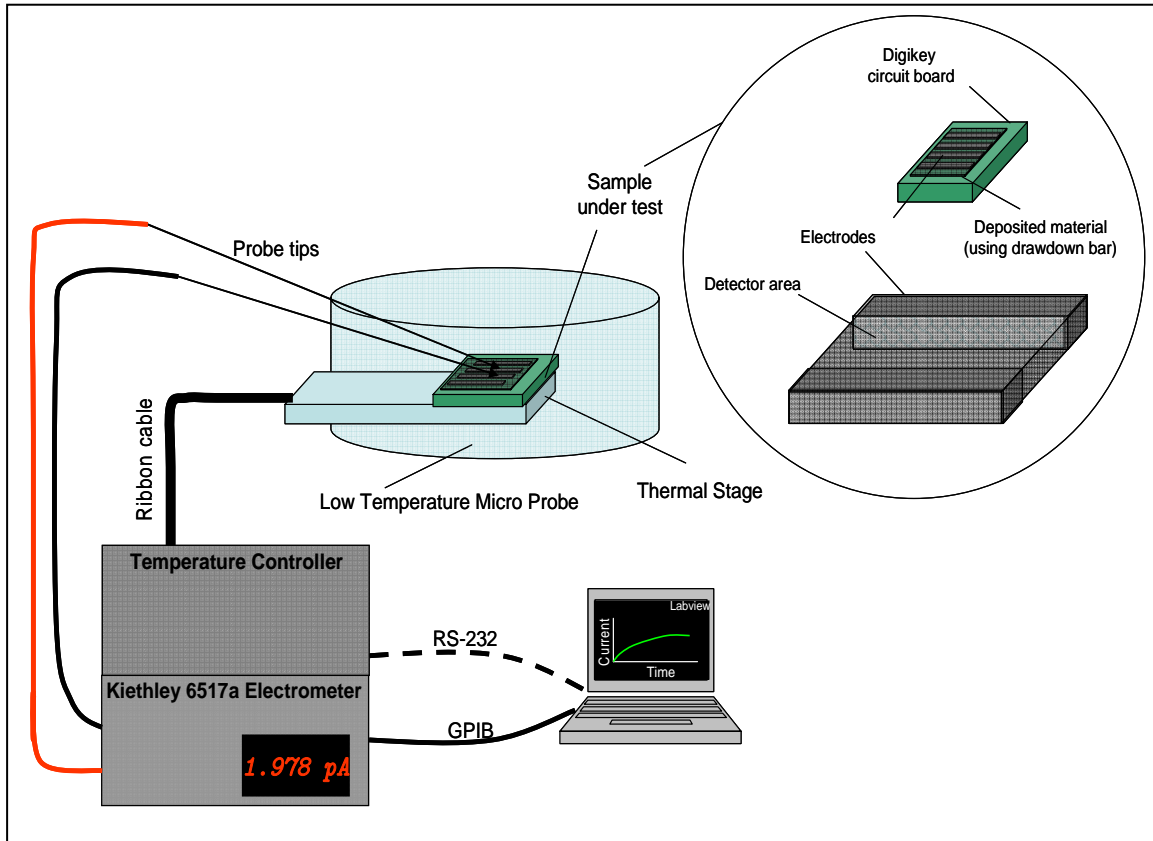 Digikey
circuit board
Sample
under test
Deposited material
(using drawdown bar)
Electrodes
Detector area
Probe tips
Ribbon cable
Low Temperature Micro Probe
Thermal Stage
Temperature Controller
Labview
Current
Time
RS-232
Kiethley 6517a Electrometer
GPIB
1.978 pA